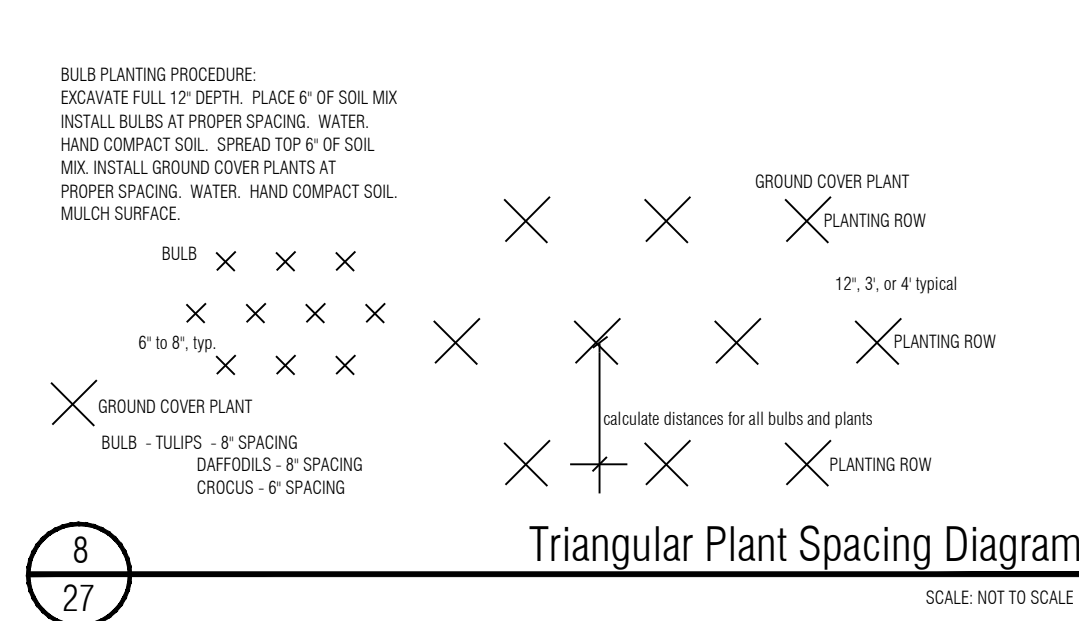 BULB PLANTING PROCEDURE:
EXCAVATE FULL 12" DEPTH.  PLACE 6" OF SOIL MIX
INSTALL BULBS AT PROPER SPACING.  WATER.
HAND COMPACT SOIL.  SPREAD TOP 6" OF SOIL
MIX. INSTALL GROUND COVER PLANTS AT
PROPER SPACING.  WATER.  HAND COMPACT SOIL.
MULCH SURFACE.
BULB
6" to 8", typ.
GROUND COVER PLANT
BULB - TULIPS - 8" SPACING
DAFFODILS - 8" SPACING
CROCUS - 6" SPACING
GROUND COVER PLANT
PLANTING ROW
12", 3', or 4' typical
PLANTING ROW
calculate distances for all bulbs and plants
PLANTING ROW
8
27
Triangular Plant Spacing Diagram
SCALE: NOT TO SCALE